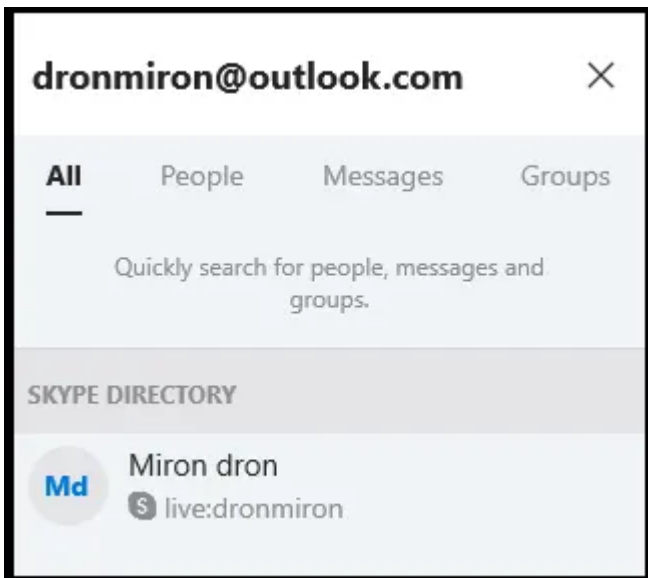 dronmiron@outlook.com
All People Messages Groups
Quickly search for people, messages and
groups.
SKYPE DIRECTORY
Md
Miron dron
live:dronmiron